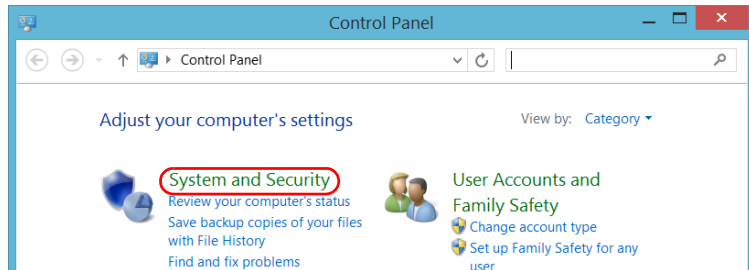 Control Panel
Control Panel
Adjust your computer's settings
View by: Category
System and Security
Review your computer's status
Save backup copies of your files
with File History
Find and fix problems
User Accounts and
Family Safety
Change account type
Set up Family Safety for any
user